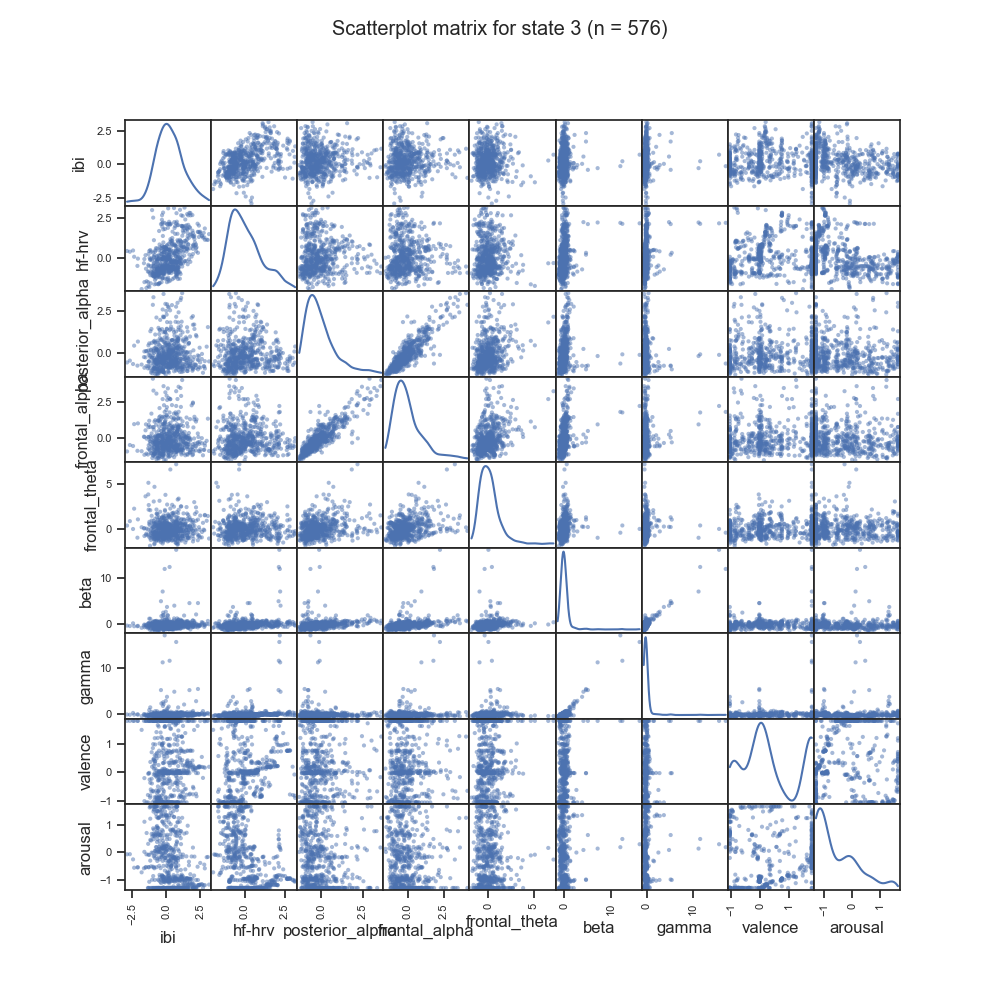 Scatterplot matrix for state 3 (n = 576)
ibi
2.5
0.0
−2.5
hf-hrv
2.5
0.0
posterior_alpha
2.5
0.0
frontal_alpha
2.5
0.0
frontal_theta
5
0
beta
10
0
gamma
10
0
valence
1
0
−1
arousal
1
0
−1
−2.5 0.0 2.5 0.0 2.5 0.0 2.5 0.0 2.5 0 5 0 10 0 10 −1 0 1 −1 0 1
ibi hf-hrv posterior_alpha frontal_alpha frontal_theta beta gamma valence arousal